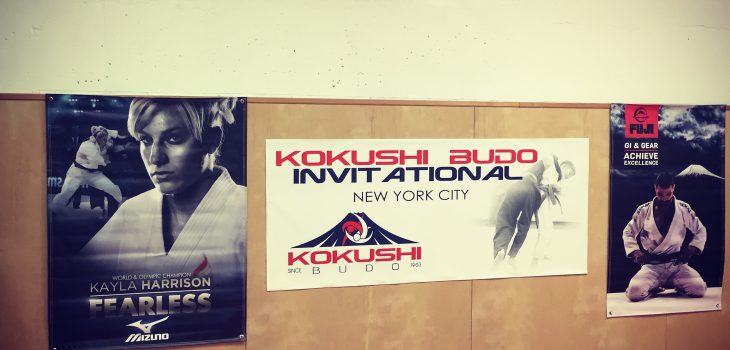 WORLD & OLYMPIC CHAMPION
KAYLA HARRISON
FEARLESS
MIZUNO
KOKUSHI BUDO
INVITATIONAL
NEW YORK CITY
KOKUSHI
SINCE BUDO 1963
FUJI
GI & GEAR
ACHIEVE
EXCELLENCE